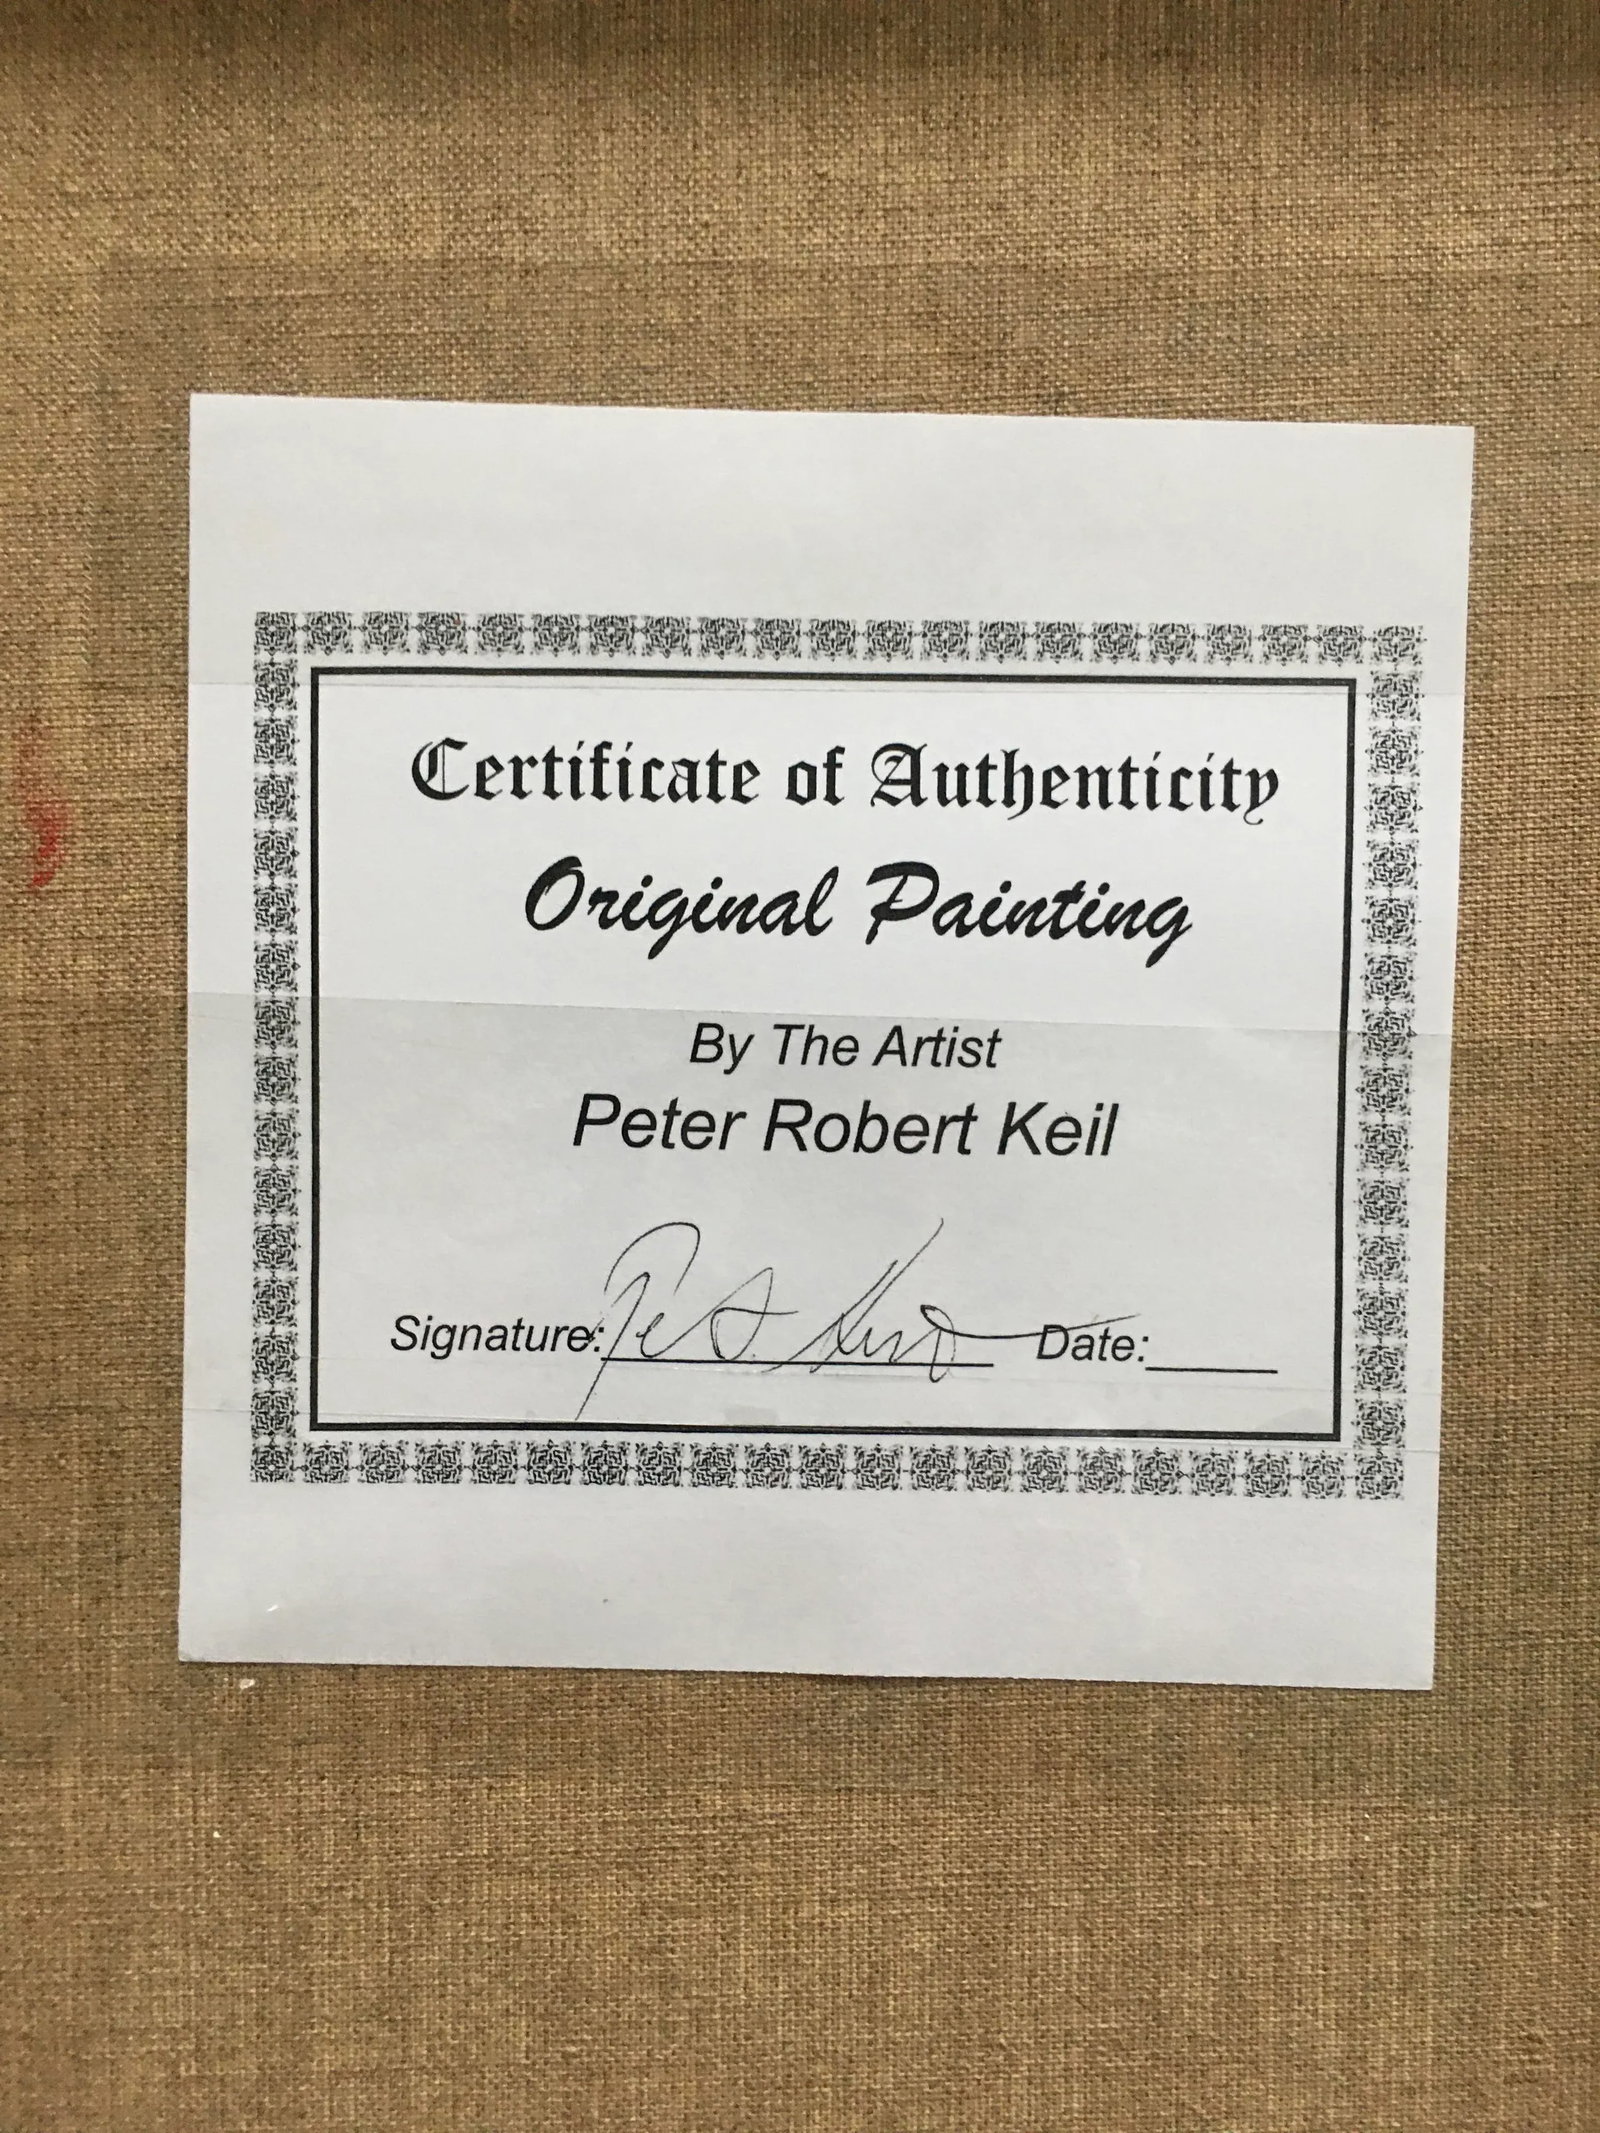 Certificate of Authenticity
Original Painting
By The Artist
Peter Robert Keil
Signature: Date: